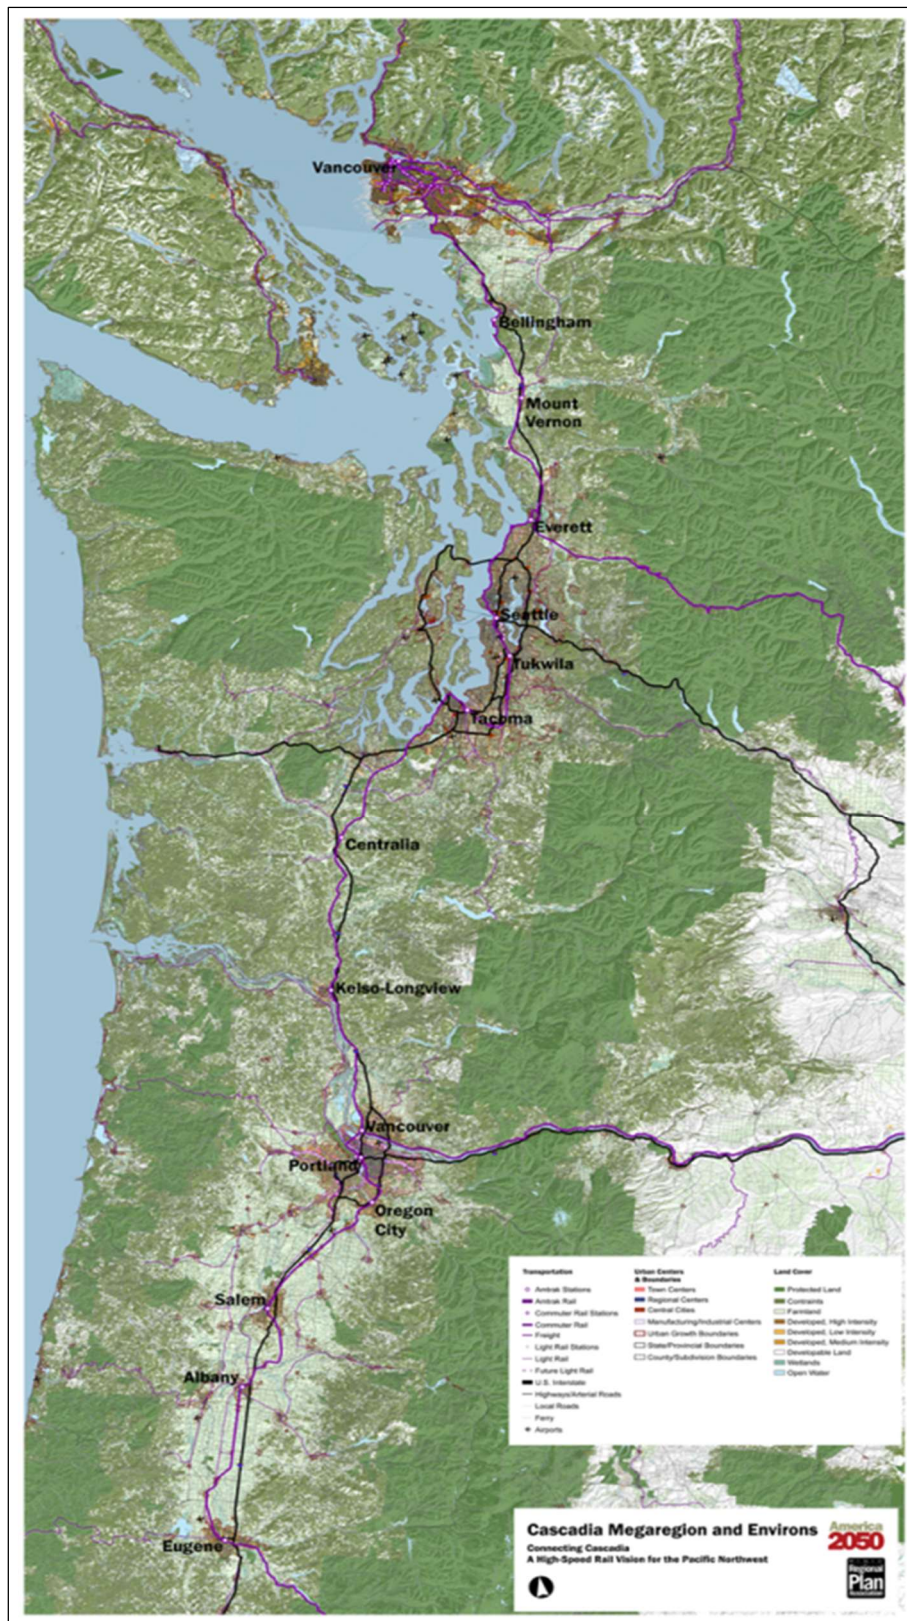 Vancouver
Bellingham
Mount
Vernon
Everett
Seattle
Tukwila
Tacoma
Centralia
Kelso-Longview
Vancouver
Portland
Oregon
City
Salem
Albany
Eugene
Transportation
Amtrak Stations
Amtrak Rail
Commuter Rail Stations
Commuter Rail
Freight
Light Rail Stations
Light Rail
Future Light Rail
U.S. Interstate
Highways/Arterial Roads
Local Roads
Ferry
Airports
Urban Centers
& Boundaries
Town Centers
Regional Centers
Central Cities
Manufacturing/Industrial Centers
Urban Growth Boundaries
State/Provincial Boundaries
County/Subdivision Boundaries
Land Cover
Protected Land
Contraints
Farmland
Developed, High Intensity
Developed, Low Intensity
Developed, Medium Intensity
Developable Land
Wetlands
Open Water
Cascadia Megaregion and Environs
Connecting Cascadia
A High-Speed Rail Vision for the Pacific Northwest
America
2050
Regional
Plan
Association